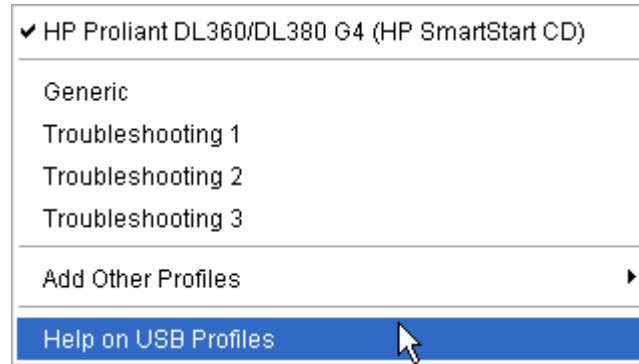 HP Proliant DL360/DL380 G4 (HP SmartStart CD)
Generic
Troubleshooting 1
Troubleshooting 2
Troubleshooting 3
Add Other Profiles
Help on USB Profiles